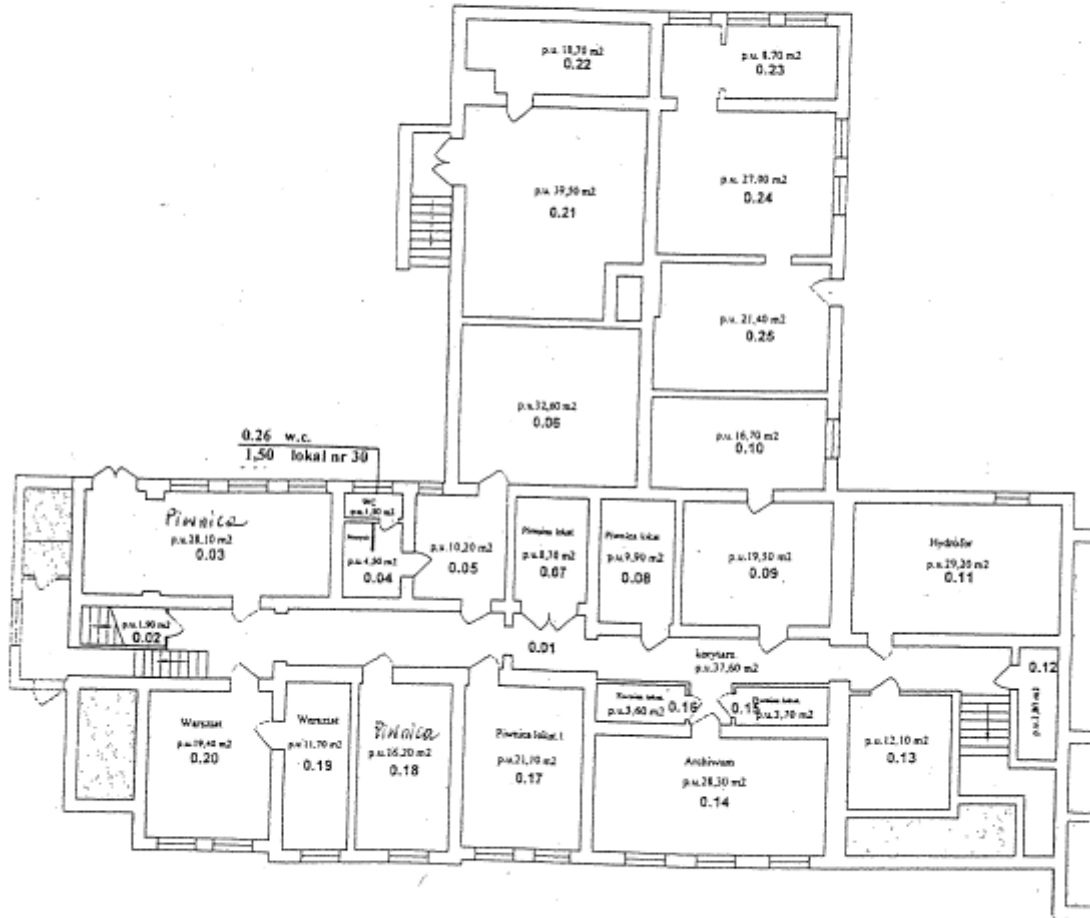 p.u. 10,70 m2
0.22
p.u. 8,70 m2
0.23
p.u. 39,50 m2
0.21
p.u. 27,00 m2
0.24
p.u. 21,40 m2
0.25
p.u.32,60 m2
0.06
p.u.16,70 m2
0.10
0.26 w.c.
1,50 lokal nr 30
Piwnica
p.u.28,10 m2
0.03
WC
p.u.4,50 m2
0.04
p.u.10,20 m2
0.05
Piwnica lokat.
p.u.8,70 m2
0.07
Piwnica lokat
p.u.9,90 m2
0.08
p.u.19,50 m2
0.09
Hydrofor
p.u.29,20 m2
0.11
p.u.1,90 m2
0.02
0.01
korytarz
p.u.37,60 m2
0.12
p.u.3,60 m2
0.16
0.15
p.u.3,70 m2
Warsztat
p.u.19,40 m2
0.20
Warsztat
p.u.11,70 m2
0.19
Piwnica
p.u.16,20 m2
0.18
Piwnica lokat.1
p.u.21,70 m2
0.17
Archiwum
p.u.28,30 m2
0.14
p.u.12,10 m2
0.13